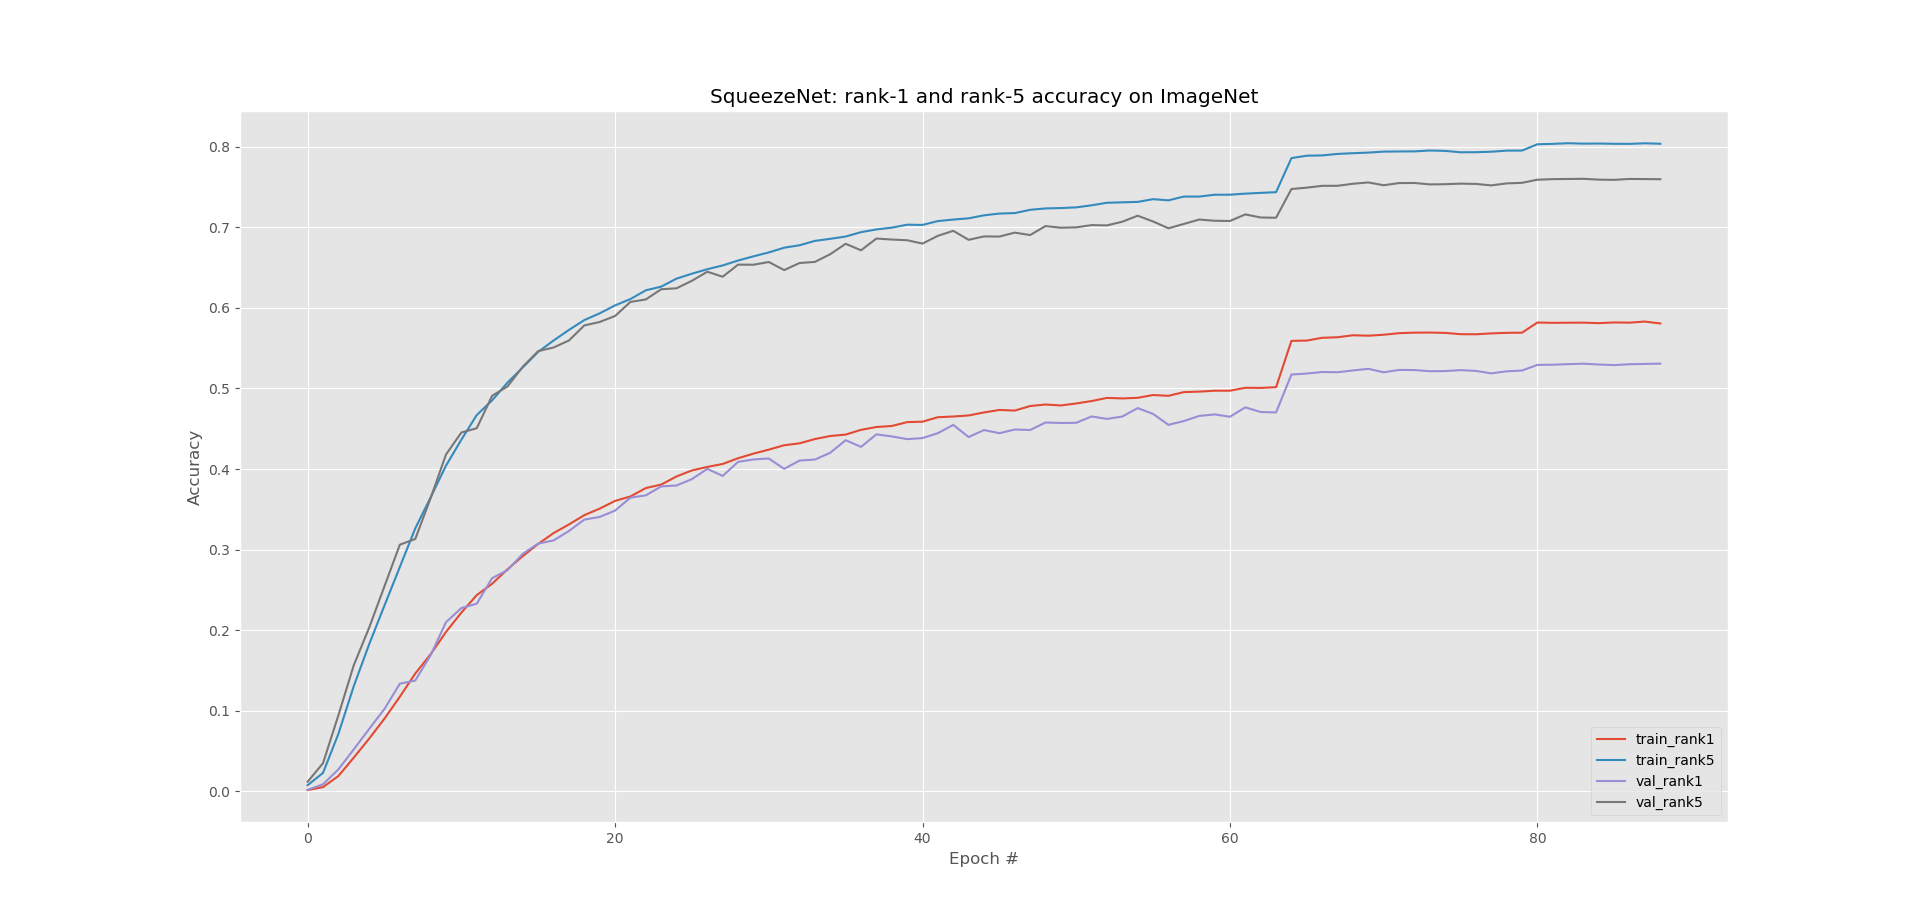 SqueezeNet: rank-1 and rank-5 accuracy on ImageNet
0.8
0.7
0.6
0.5
0.4
0.3
0.2
0.1
0.0
Accuracy
train_rank1
train_rank5
val_rank1
val_rank5
0 20 40 60 80
Epoch #